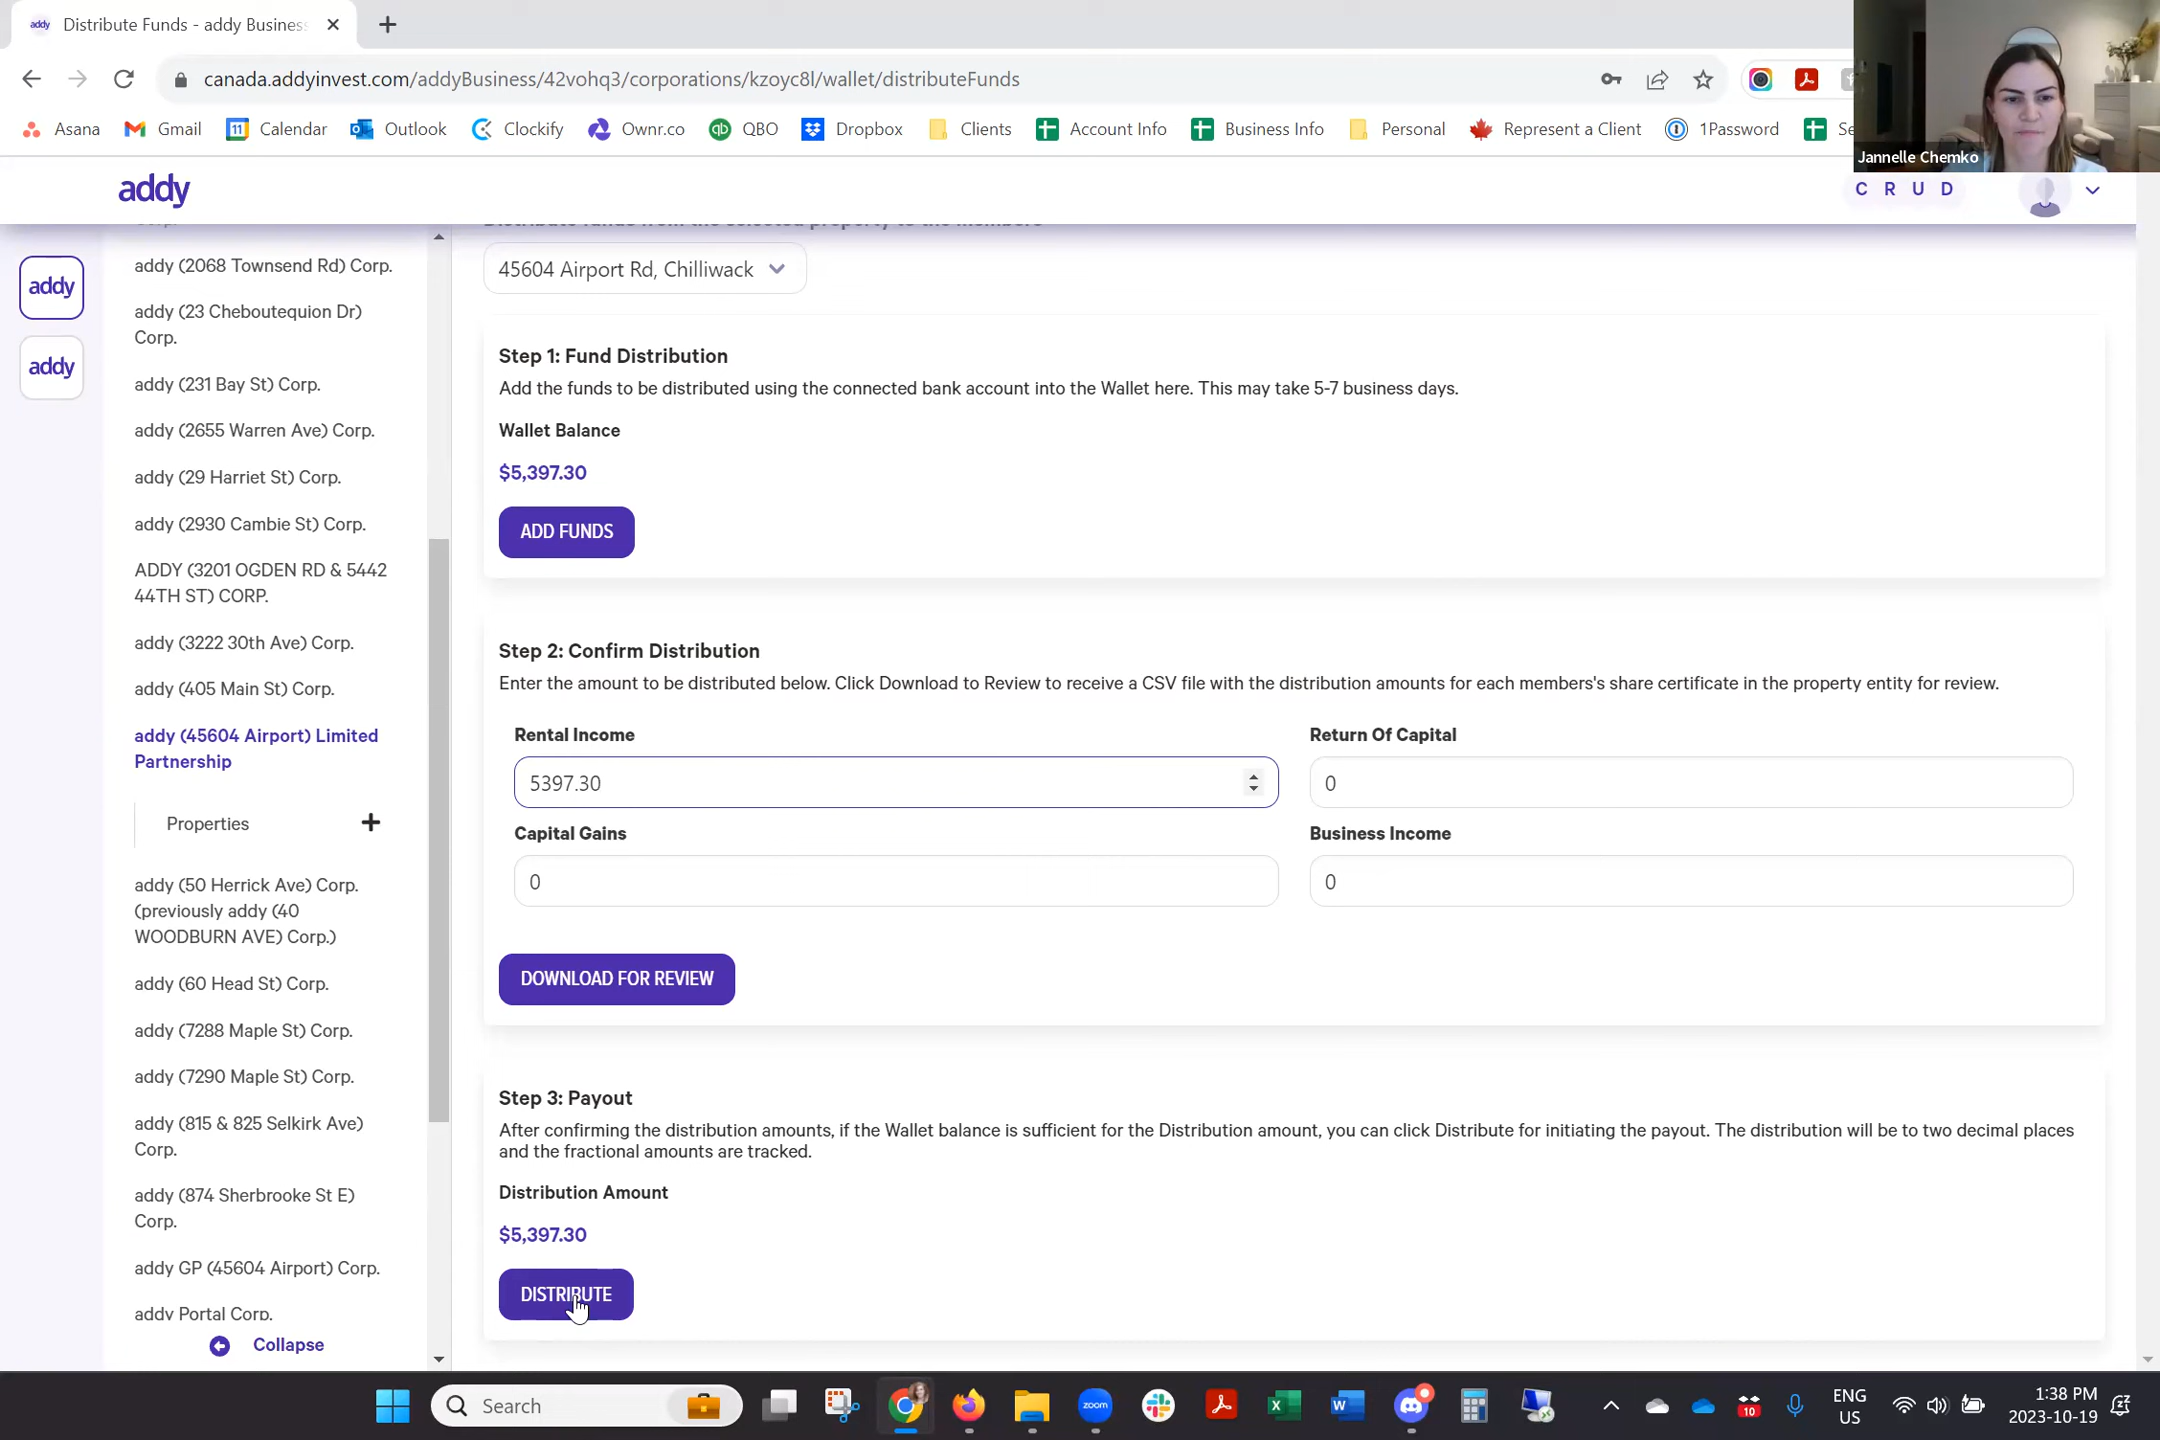 Distribute Funds - addy Business
canada.addyinvest.com/addyBusiness/42vohq3/corporations/kzoyc8l/wallet/distributeFunds
Asana
Gmail
11
Calendar
Outlook
Clockify
Ownr.co
qb
QBO
Dropbox
Clients
Account Info
Business Info
Personal
Represent a Client
1Password
Jannelle Chemko
addy
C R U D
addy
addy
Corp.
addy (2068 Townsend Rd) Corp.
addy (23 Cheboutequion Dr)
Corp.
addy (231 Bay St) Corp.
addy (2655 Warren Ave) Corp.
addy (29 Harriet St) Corp.
addy (2930 Cambie St) Corp.
ADDY (3201 OGDEN RD & 5442
44TH ST) CORP.
addy (3222 30th Ave) Corp.
addy (405 Main St) Corp.
addy (45604 Airport) Limited
Partnership
Properties
addy (50 Herrick Ave) Corp.
(previously addy (40
WOODBURN AVE) Corp.)
addy (60 Head St) Corp.
addy (7288 Maple St) Corp.
addy (7290 Maple St) Corp.
addy (815 & 825 Selkirk Ave)
Corp.
addy (874 Sherbrooke St E)
Corp.
addy GP (45604 Airport) Corp.
addy Portal Corp.
Collapse
Distribute funds from the selected property to the members
45604 Airport Rd, Chilliwack
Step 1: Fund Distribution
Add the funds to be distributed using the connected bank account into the Wallet here. This may take 5-7 business days.
Wallet Balance
$5,397.30
ADD FUNDS
Step 2: Confirm Distribution
Enter the amount to be distributed below. Click Download to Review to receive a CSV file with the distribution amounts for each members's share certificate in the property entity for review.
Rental Income
Return Of Capital
5397.30
0
Capital Gains
Business Income
0
0
DOWNLOAD FOR REVIEW
Step 3: Payout
After confirming the distribution amounts, if the Wallet balance is sufficient for the Distribution amount, you can click Distribute for initiating the payout. The distribution will be to two decimal places
and the fractional amounts are tracked.
Distribution Amount
$5,397.30
DISTRIBUTE
Search
zoom
10
ENG
US
1:38 PM
2023-10-19